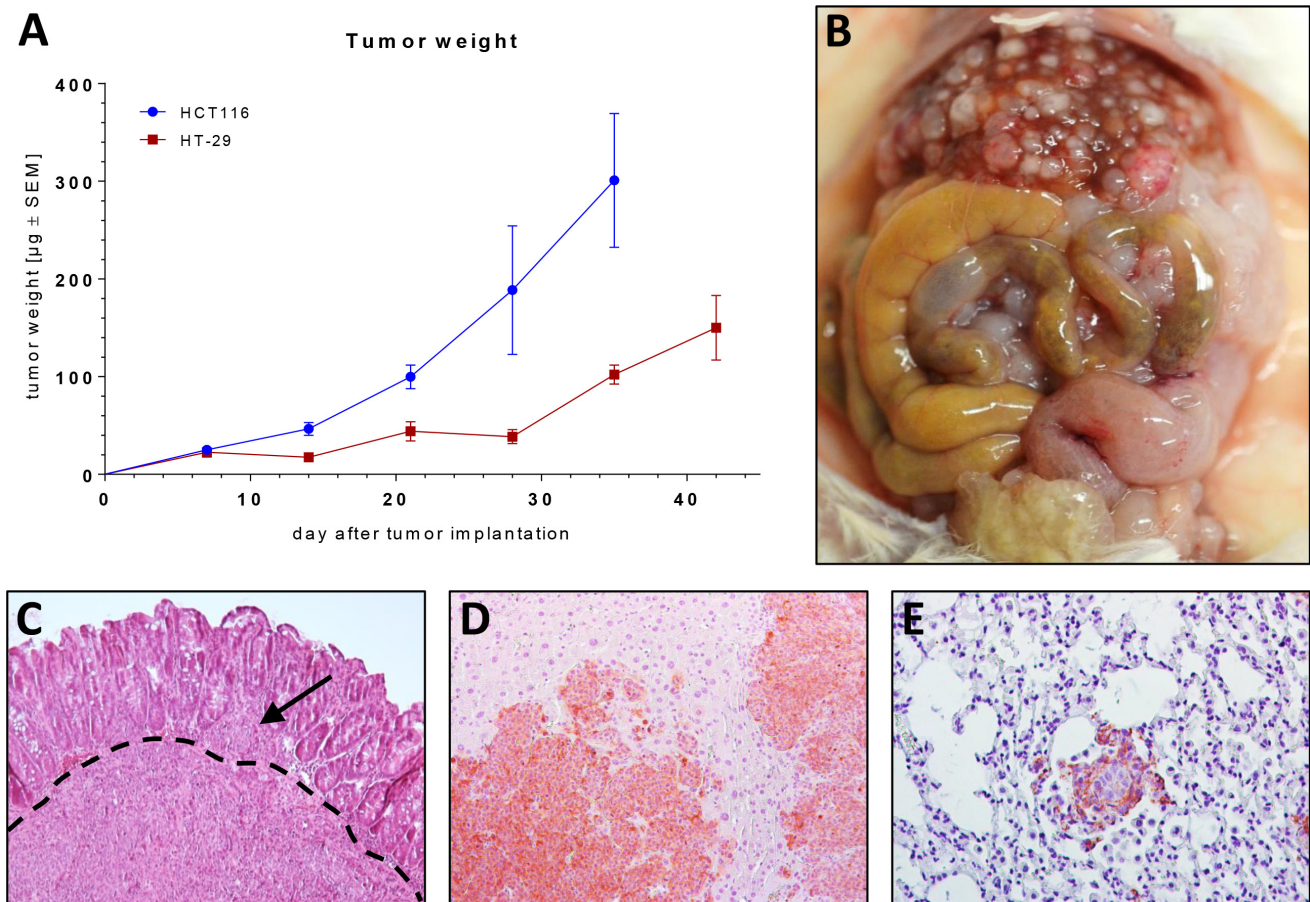 A
Tumor weight
400
300
200
100
0
tumor weight [µg ± SEM]
HCT116
HT-29
0 10 20 30 40
day after tumor implantation
B
C
D
E